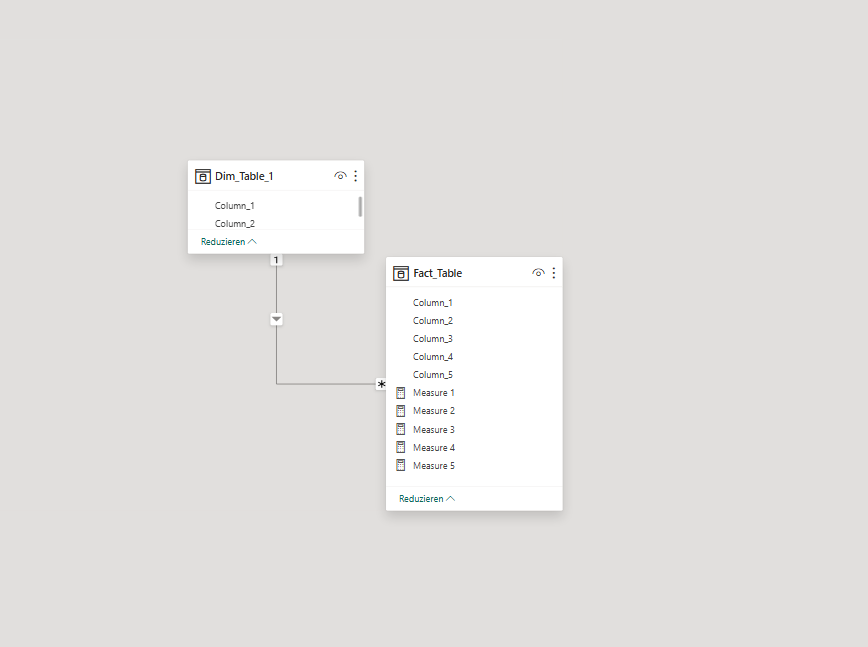 Dim_Table_1
Column_1
Column_2
Reduzieren
1
Fact_Table
Column_1
Column_2
Column_3
Column_4
Column_5
*
Measure 1
Measure 2
Measure 3
Measure 4
Measure 5
Reduzieren